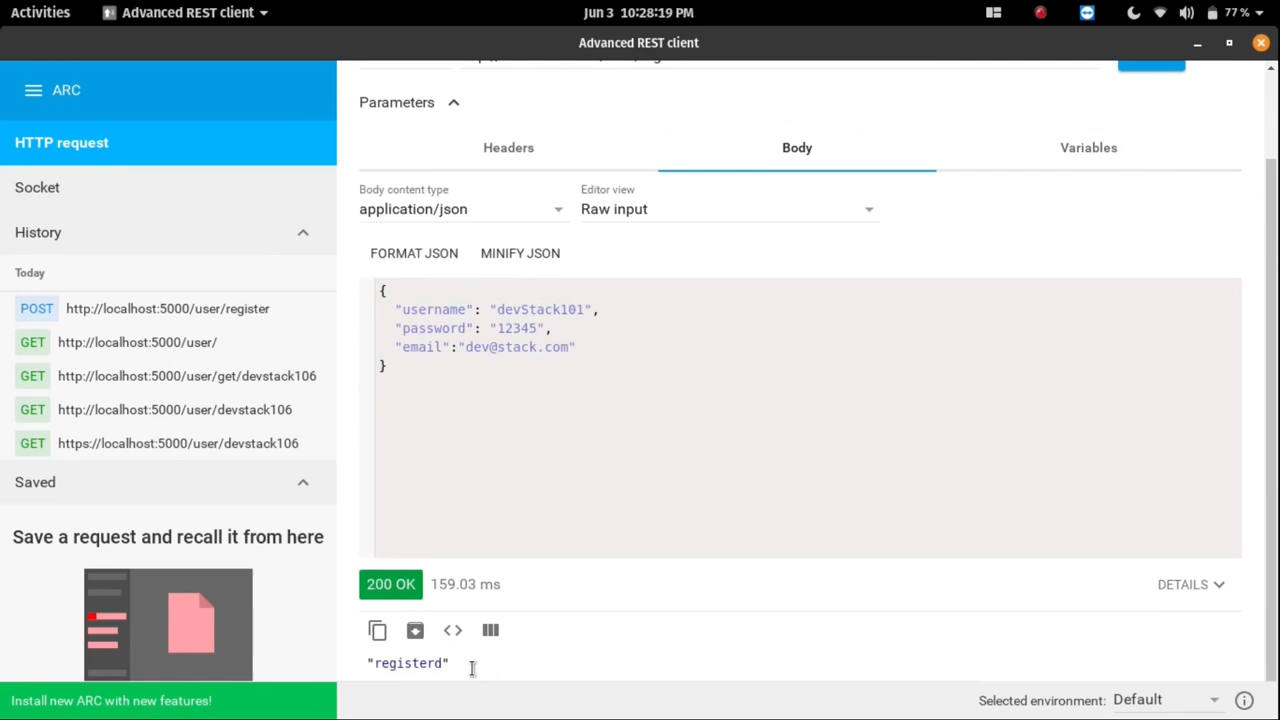 Activities
Advanced REST client
Jun 3 10:28:19 PM
77 %
Advanced REST client
ARC
HTTP request
Socket
History
Today
POST http://localhost:5000/user/register
GET http://localhost:5000/user/
GET http://localhost:5000/user/get/devstack106
GET http://localhost:5000/user/devstack106
GET https://localhost:5000/user/devstack106
Saved
Save a request and recall it from here
Install new ARC with new features!
Parameters
Headers
Body
Variables
Body content type
application/json
Editor view
Raw input
FORMAT JSON
MINIFY JSON
{
"username": "devStack101",
"password": "12345",
"email":"dev@stack.com"
}
200 OK
159.03 ms
DETAILS
"registerd"
Selected environment:
Default